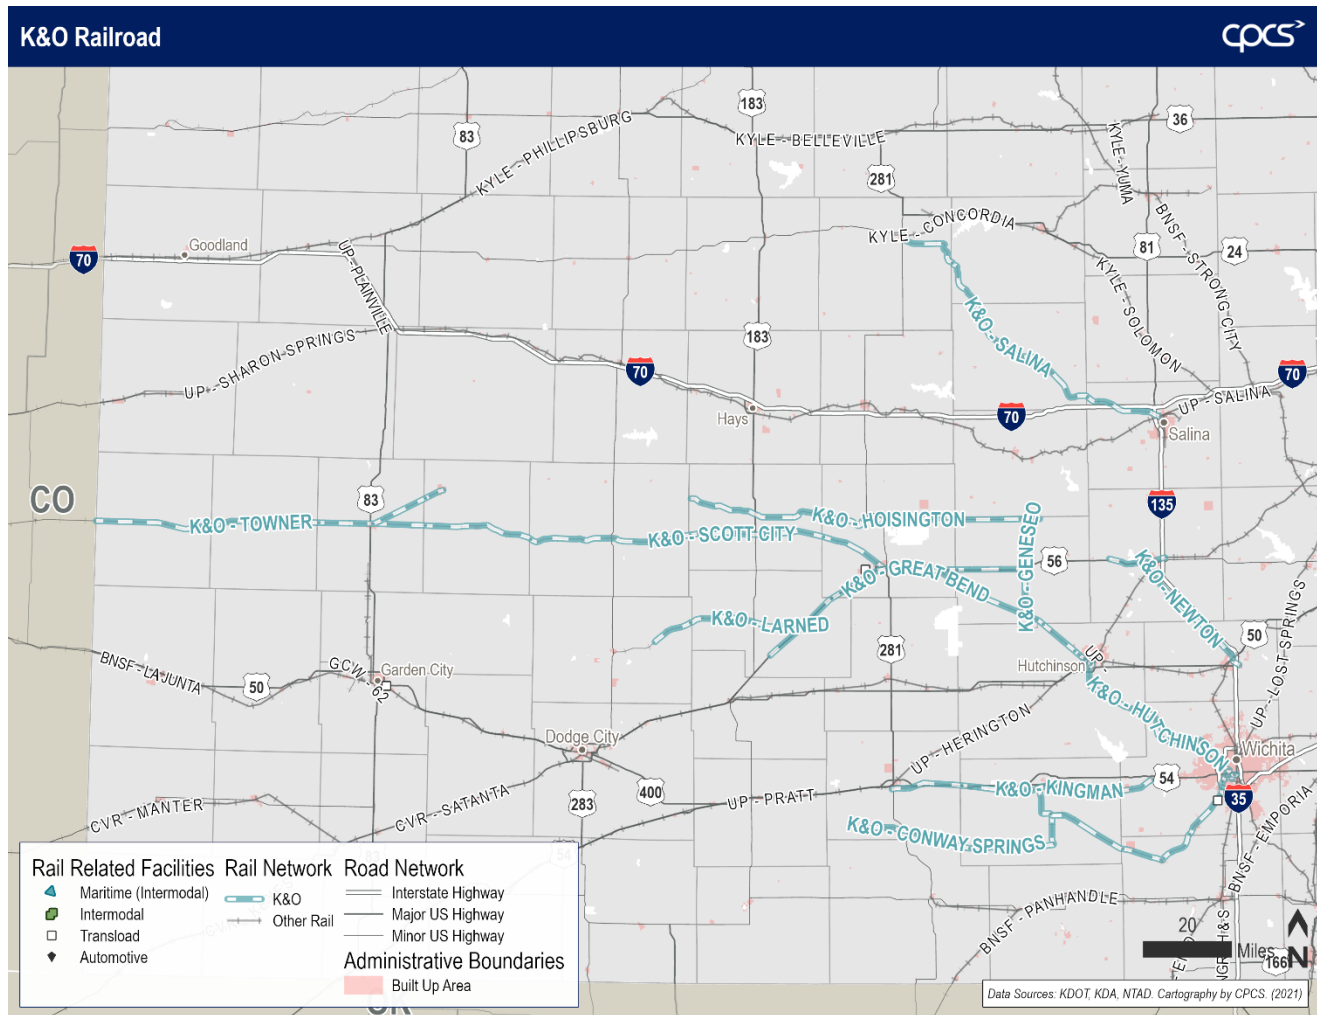 K&O Railroad
cpcs
183
36
83
KYLE - PHILLIPSBURG
KYLE - BELLEVILLE
KYLE - YUMA
281
BNSF - STRONG CITY
KYLE - CONCORDIA
Goodland
70
UP - PLAINVILLE
81
24
KYLE - SOLOMON
K&O - SALINA
UP - SHARON SPRINGS
183
70
70
Hays
70
UP - SALINA
Salina
CO
83
135
K&O - TOWNER
K&O - HOISINGTON
K&O - SCOTT CITY
K&O - GENESEO
56
K&O - GREAT BEND
K&O - NEWTON
K&O - LARNED
UP - LOST SPRINGS
50
281
BNSF - LAJUNTA
GCW - 62
Garden City
50
Hutchinson
UP -
K&O - HUTCHINSON
UP - HERINGTON
Dodge City
Wichita
54
K&O - KINGMAN
400
283
UP - PRATT
35
CVR - MANTER
CVR - SATANTA
K&O - CONWAY SPRINGS
BNSF - EMPORIA
83
54
BNSF - PANHANDLE
Rail Related Facilities
Maritime (Intermodal)
Intermodal
Transload
Automotive
Rail Network
K&O
Other Rail
Road Network
Interstate Highway
Major US Highway
Minor US Highway
Administrative Boundaries
Built Up Area
20
Miles
N
166
Data Sources: KDOT, KDA, NTAD. Cartography by CPCS. (2021)